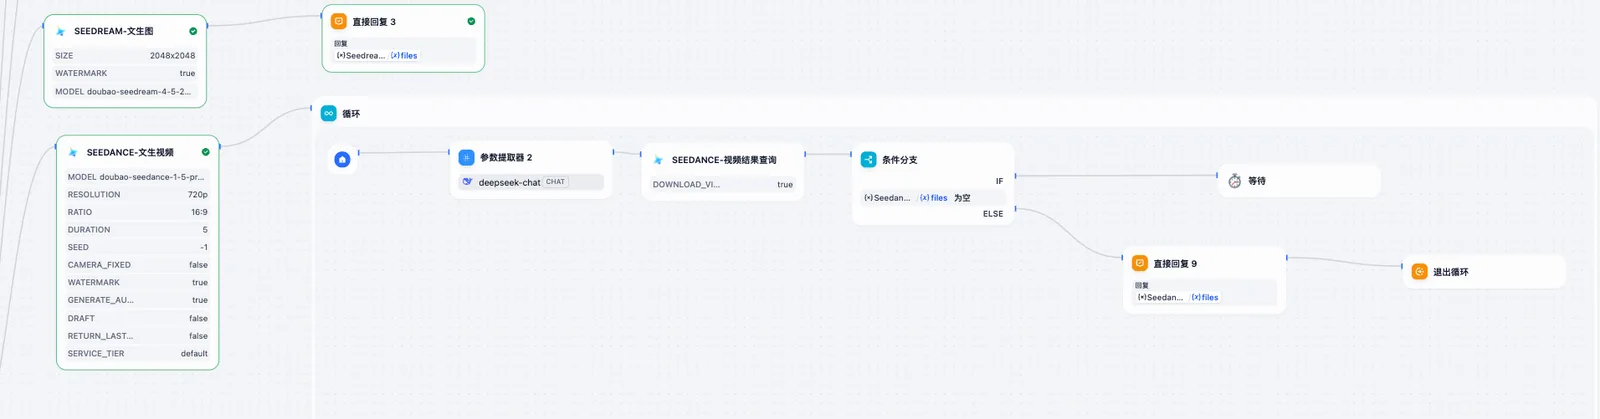 SEEDREAM-文生图
SIZE 2048x2048
WATERMARK true
MODEL doubao-seedream-4-5-2...
直接回复 3
回复
(×)Seedrea... {x}files
SEEDANCE-文生视频
MODEL doubao-seedance-1-5-pr...
RESOLUTION 720p
RATIO 16:9
DURATION 5
SEED -1
CAMERA_FIXED false
WATERMARK true
GENERATE_AU... true
DRAFT false
RETURN_LAST... false
SERVICE_TIER default
循环
参数提取器 2
deepseek-chat CHAT
SEEDANCE-视频结果查询
DOWNLOAD_VI... true
条件分支
IF
(×)Seedan... {x}files 为空
ELSE
等待
直接回复 9
回复
(×)Seedan... {x}files
退出循环